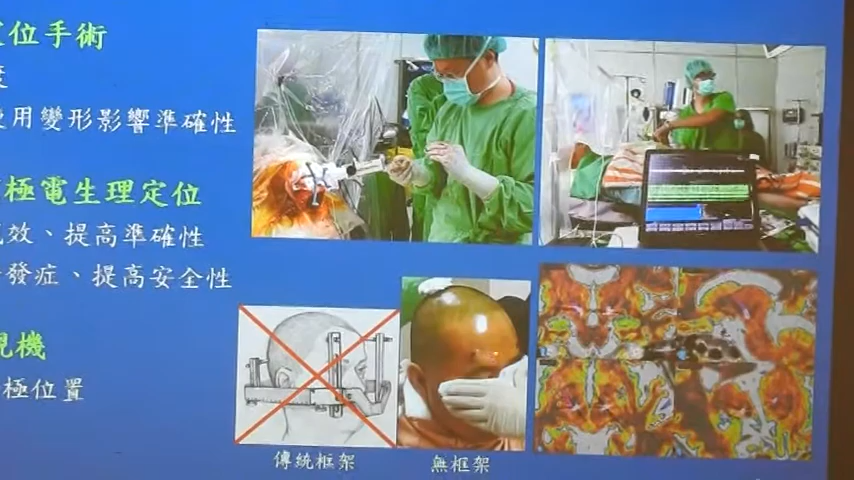 位手術
用變形影響準確性
極電生理定位
效、提高準確性
發症、提高安全性
機
極位置
傳統框架
無框架